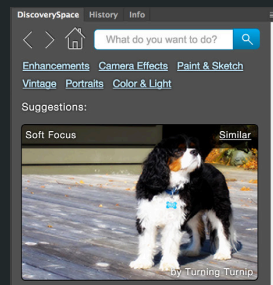 DiscoverySpace History Info
What do you want to do?
Enhancements Camera Effects Paint & Sketch
Vintage Portraits Color & Light
Suggestions:
Soft Focus Similar
by Turning Turnip